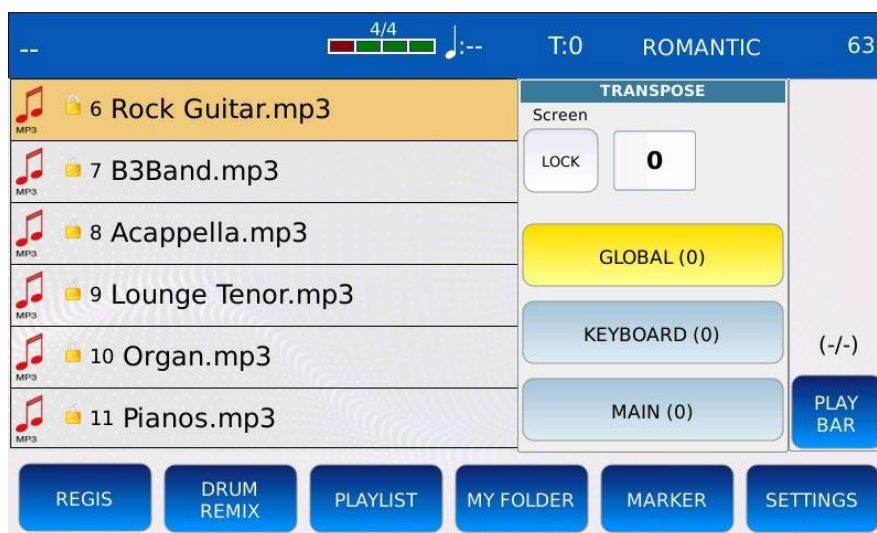 -- 4/4 :-- T:0 ROMANTIC 63
MP3 6 Rock Guitar.mp3
MP3 7 B3Band.mp3
MP3 8 Acappella.mp3
MP3 9 Lounge Tenor.mp3
MP3 10 Organ.mp3
MP3 11 Pianos.mp3
TRANSPOSE
Screen
LOCK 0
GLOBAL (0)
KEYBOARD (0)
MAIN (0)
(-/-)
PLAY
BAR
REGIS
DRUM
REMIX
PLAYLIST
MY FOLDER
MARKER
SETTINGS